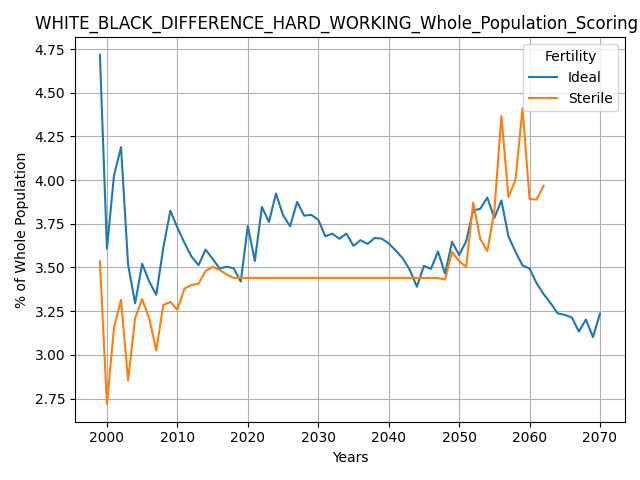 WHITE_BLACK_DIFFERENCE_HARD_WORKING_Whole_Population_Scoring
4.75
4.50
4.25
4.00
3.75
3.50
3.25
3.00
2.75
% of Whole Population
Fertility
Ideal
Sterile
2000 2010 2020 2030 2040 2050 2060 2070
Years